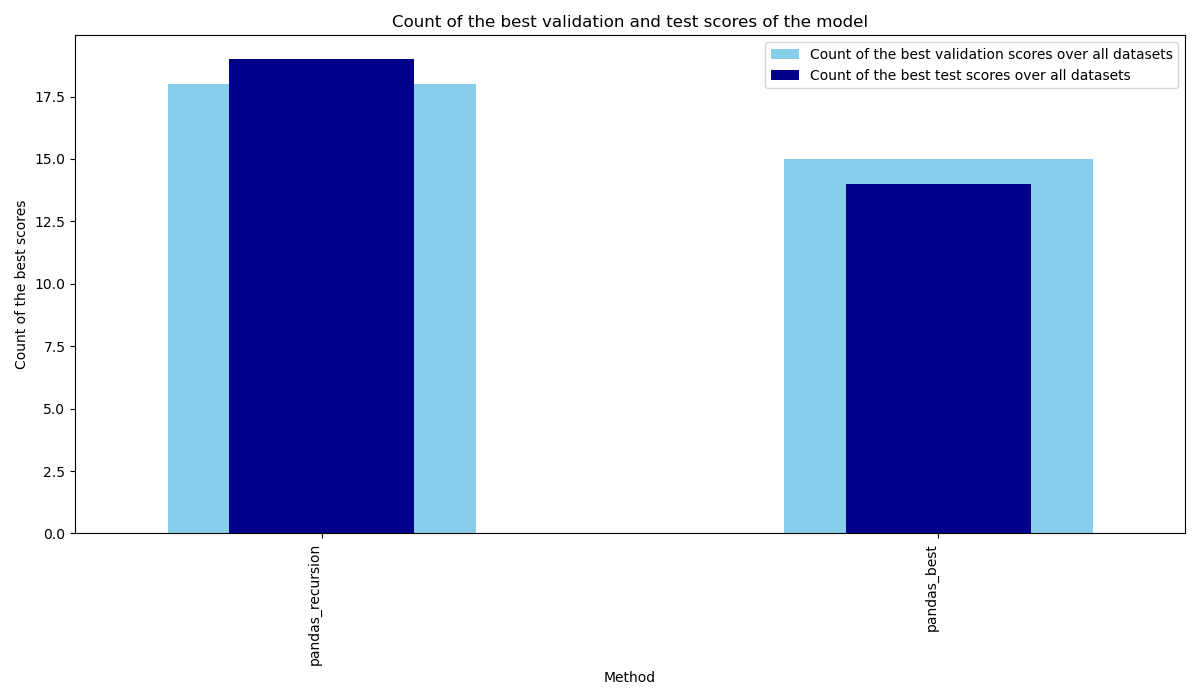 Count of the best validation and test scores of the model
Count of the best validation scores over all datasets
Count of the best test scores over all datasets
Count of the best scores
17.5
15.0
12.5
10.0
7.5
5.0
2.5
0.0
pandas_recursion
pandas_best
Method